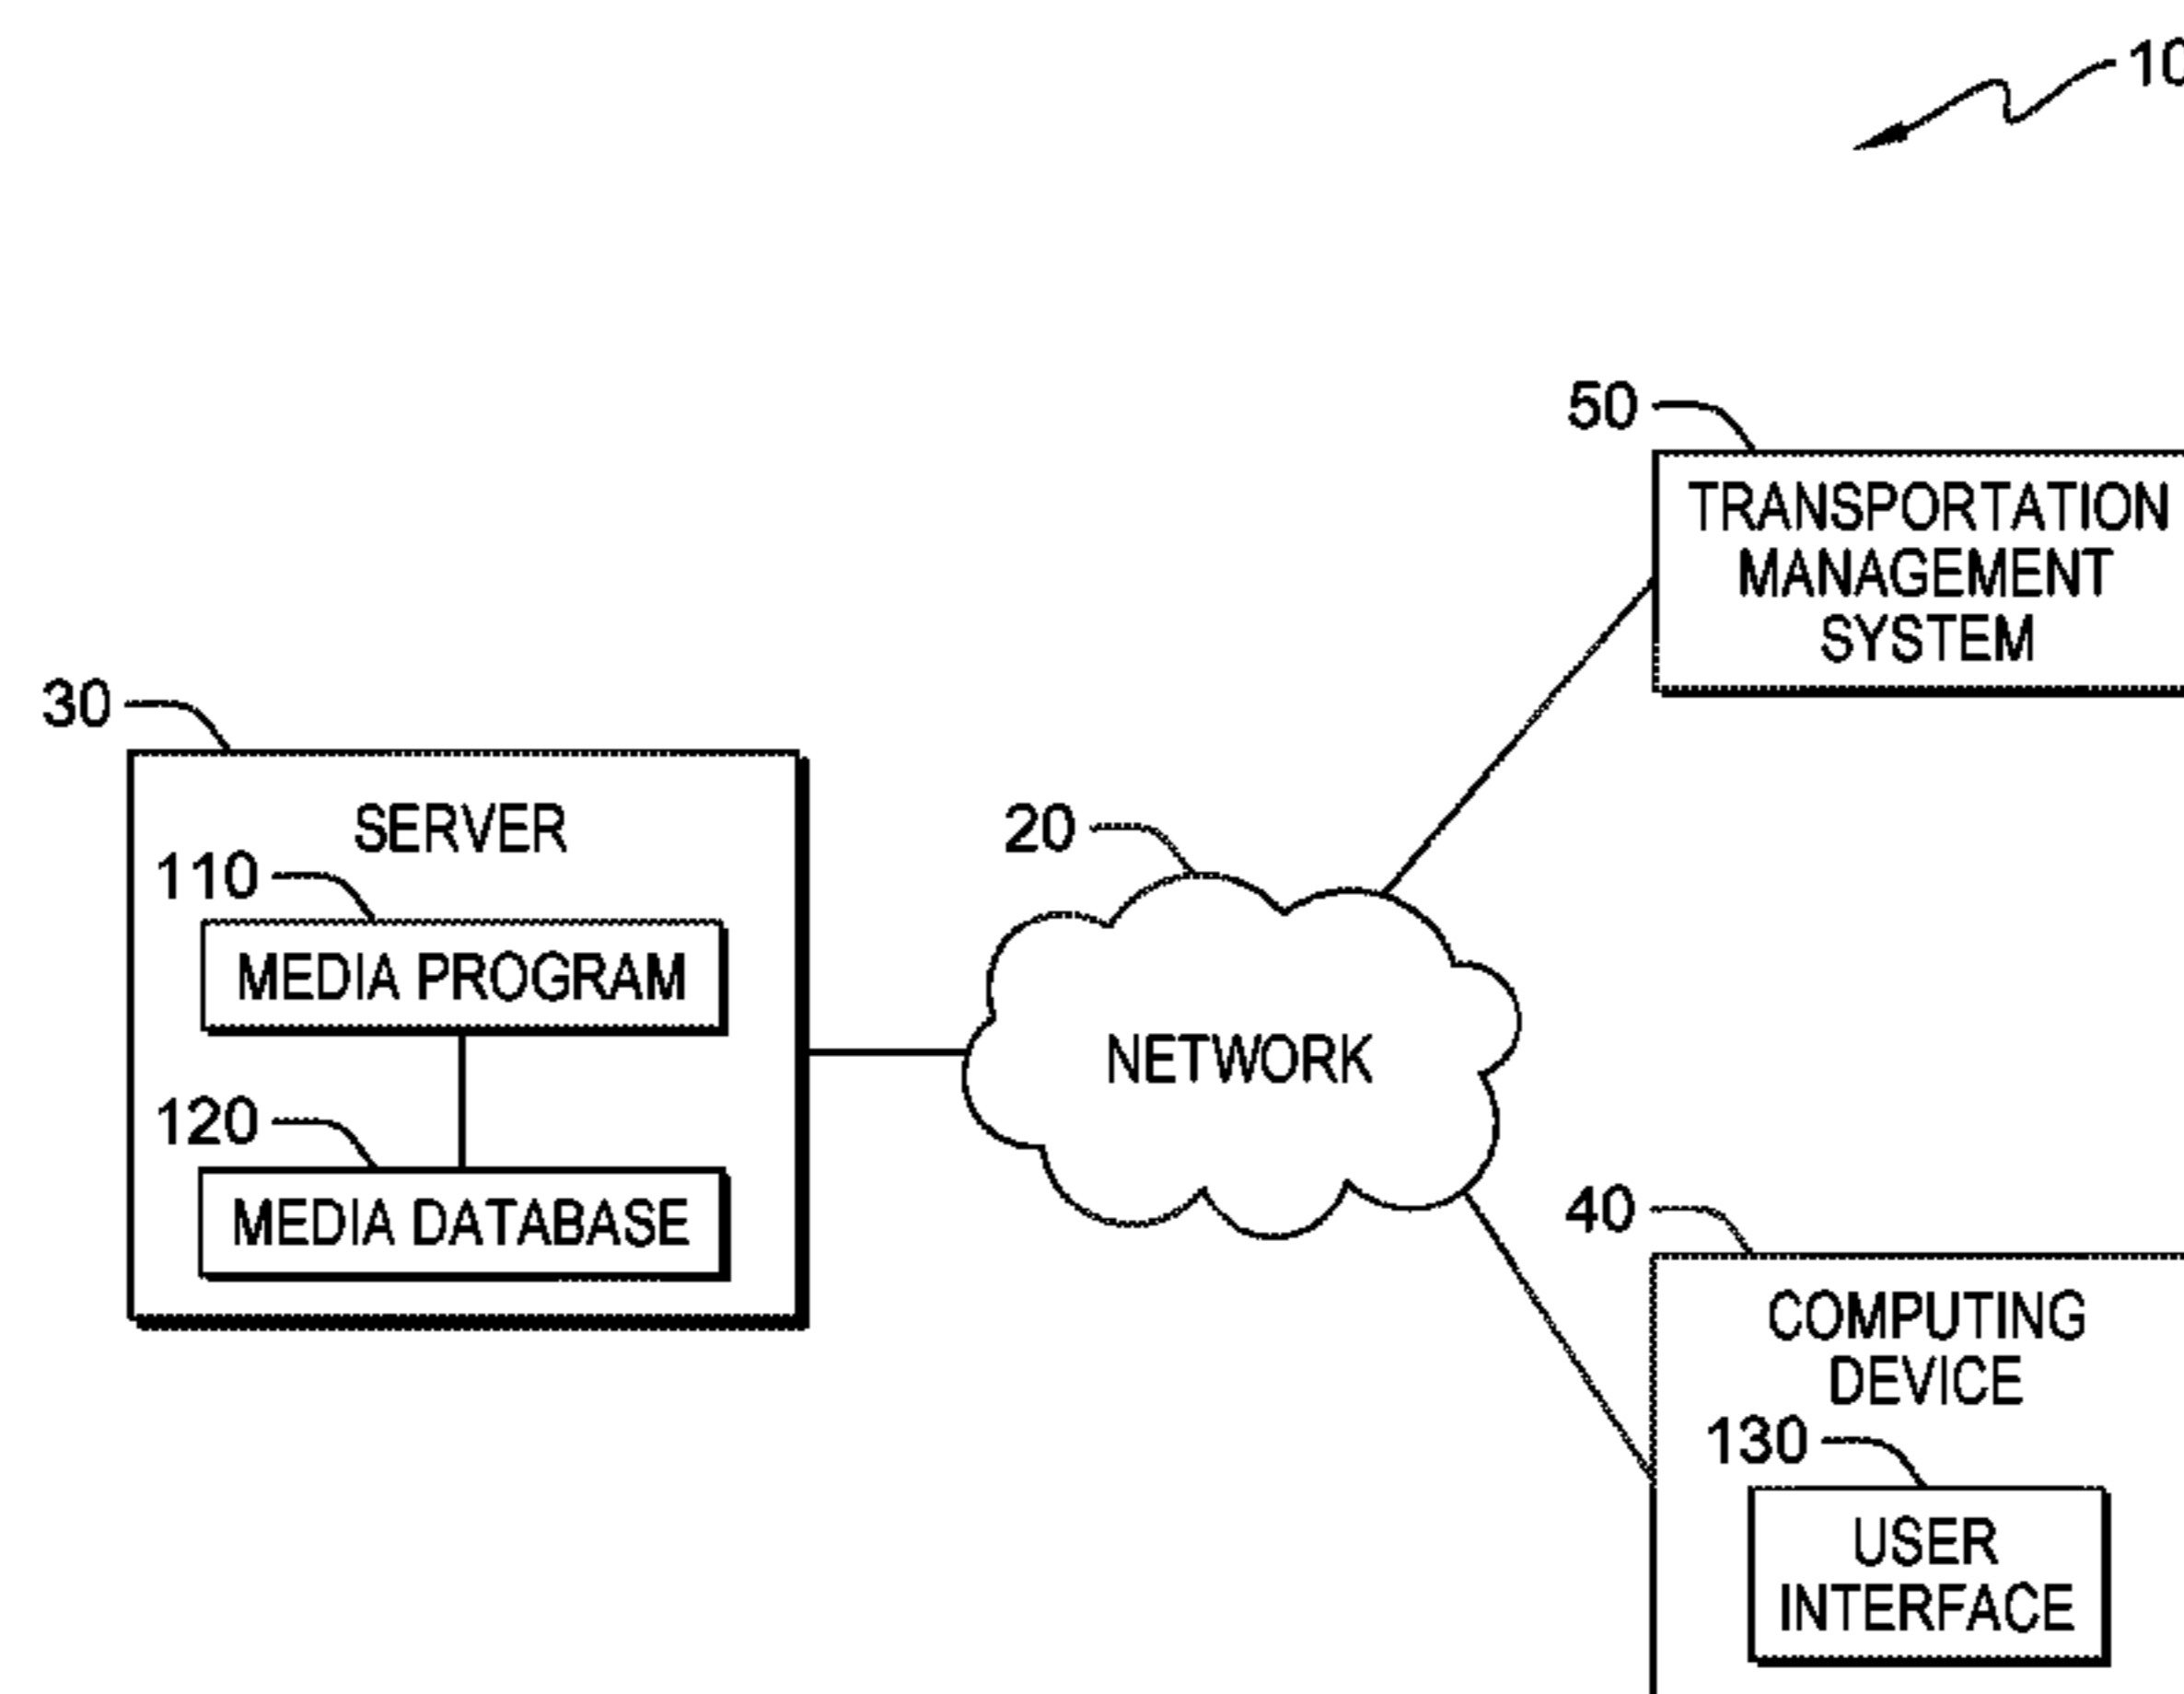 10
50
TRANSPORTATION
MANAGEMENT
SYSTEM
30
SERVER
110
MEDIA PROGRAM
120
MEDIA DATABASE
20
NETWORK
40
COMPUTING
DEVICE
130
USER
INTERFACE